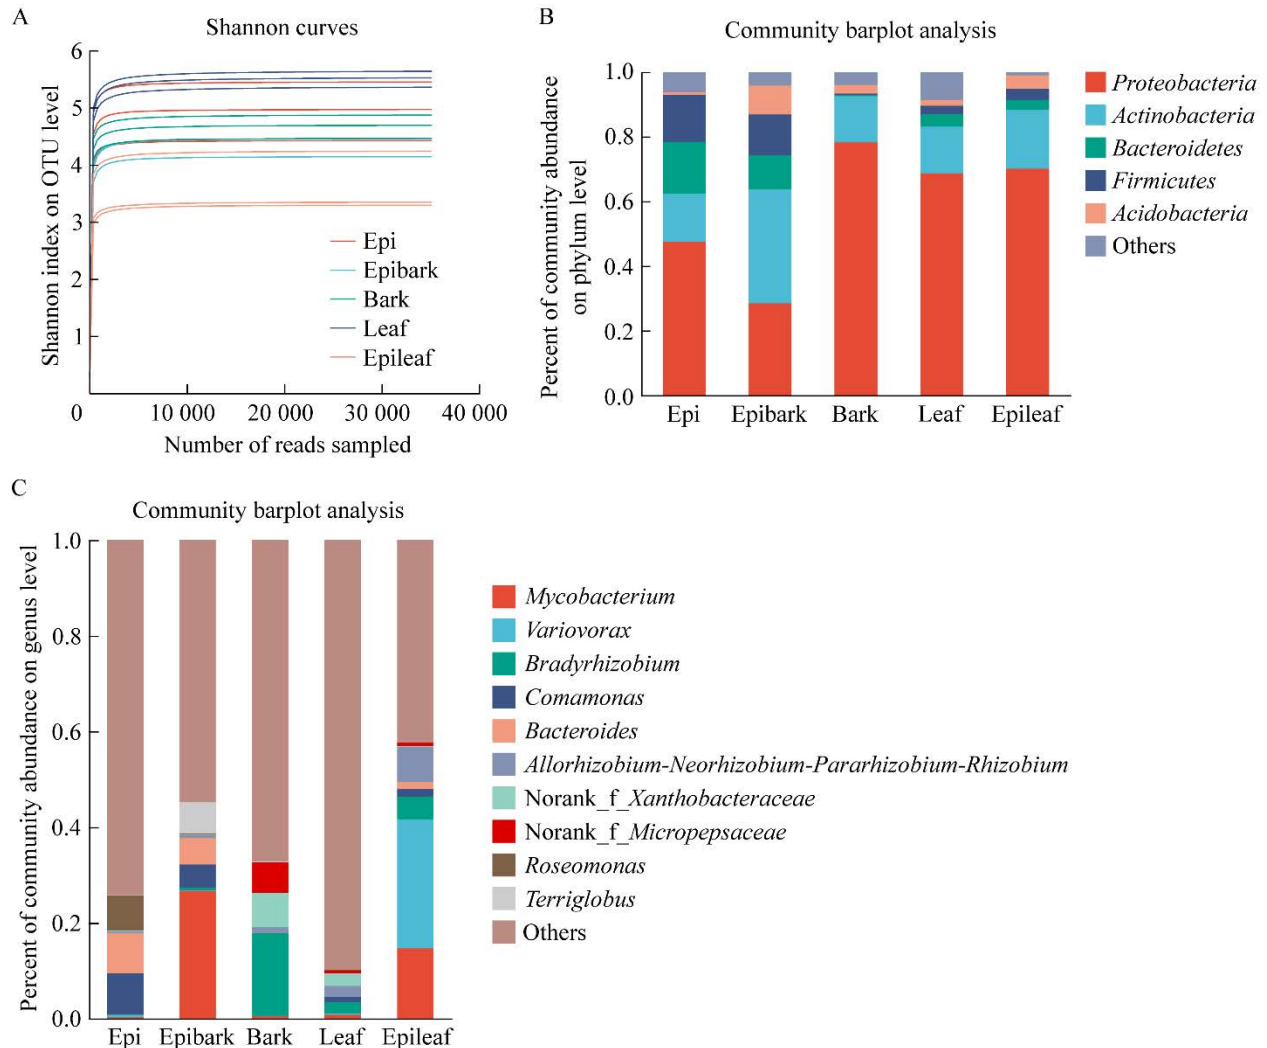 A
Shannon curves
Shannon index on OTU level
6
5
4
3
2
1
0
10 000
20 000
30 000
40 000
Number of reads sampled
Epi
Epibark
Bark
Leaf
Epileaf
B
Community barplot analysis
Percent of community abundance
on phylum level
1.0
0.8
0.6
0.4
0.2
0.0
Epi
Epibark
Bark
Leaf
Epileaf
Proteobacteria
Actinobacteria
Bacteroidetes
Firmicutes
Acidobacteria
Others
C
Community barplot analysis
Percent of community abundance on genus level
1.0
0.8
0.6
0.4
0.2
0.0
Epi
Epibark
Bark
Leaf
Epileaf
Mycobacterium
Variovorax
Bradyrhizobium
Comamonas
Bacteroides
Allorhizobium-Neorhizobium-Pararhizobium-Rhizobium
Norank_f_Xanthobacteraceae
Norank_f_Micropepsaceae
Roseomonas
Terriglobus
Others